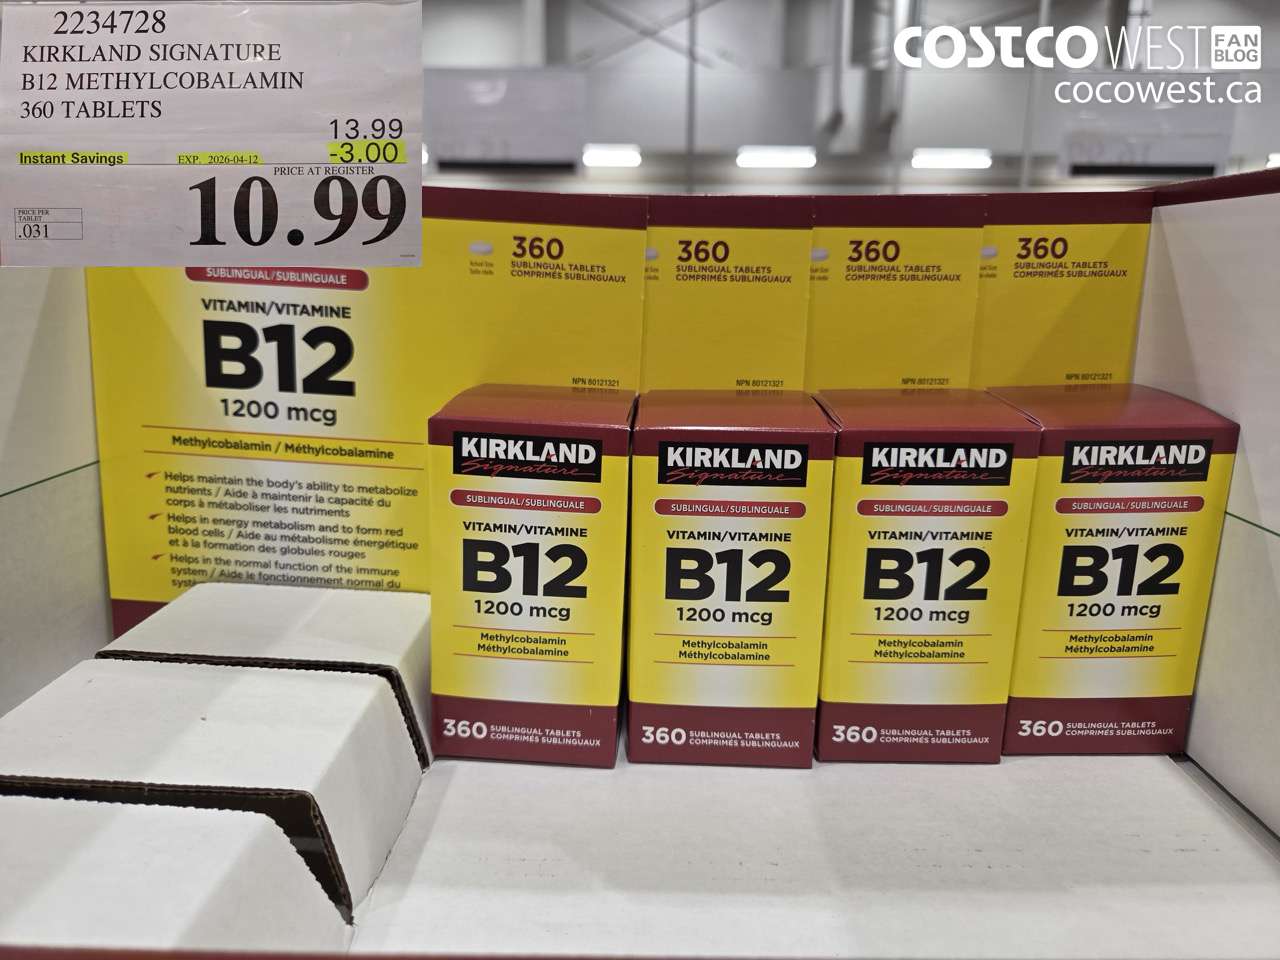 2234728
KIRKLAND SIGNATURE
B12 METHYLCOBALAMIN
360 TABLETS
13.99
Instant Savings EXP. 2026-04-12 -3.00
PRICE AT REGISTER
10.99
PRICE PER
TABLET
.031
COSTCO WEST FAN BLOG
cocowest.ca
SUBLINGUAL/SUBLINGUALE
VITAMIN/VITAMINE
B12
1200 mcg
Methylcobalamin / Méthylcobalamine
Helps maintain the body's ability to metabolize
nutrients / Aide à maintenir la capacité du
corps à métaboliser les nutriments
Helps in energy metabolism and to form red
blood cells / Aide au métabolisme énergétique
et à la formation des globules rouges
Helps in the normal function of the immune
system / Aide le fonctionnement normal du
Actual Size
Taille réelle
360
SUBLINGUAL TABLETS
COMPRIMÉS SUBLINGUAUX
NPN 80121321
360
SUBLINGUAL TABLETS
COMPRIMÉS SUBLINGUAUX
NPN 80121321
360
SUBLINGUAL TABLETS
COMPRIMÉS SUBLINGUAUX
NPN 80121321
360
SUBLINGUAL TABLETS
COMPRIMÉS SUBLINGUAUX
NPN 80121321
KIRKLAND
Signature
SUBLINGUAL/SUBLINGUALE
VITAMIN/VITAMINE
B12
1200 mcg
Methylcobalamin
Méthylcobalamine
360 SUBLINGUAL TABLETS
COMPRIMÉS SUBLINGUAUX
KIRKLAND
Signature
SUBLINGUAL/SUBLINGUALE
VITAMIN/VITAMINE
B12
1200 mcg
Methylcobalamin
Méthylcobalamine
360 SUBLINGUAL TABLETS
COMPRIMÉS SUBLINGUAUX
KIRKLAND
Signature
SUBLINGUAL/SUBLINGUALE
VITAMIN/VITAMINE
B12
1200 mcg
Methylcobalamin
Méthylcobalamine
360 SUBLINGUAL TABLETS
COMPRIMÉS SUBLINGUAUX
KIRKLAND
Signature
SUBLINGUAL/SUBLINGUALE
VITAMIN/VITAMINE
B12
1200 mcg
Methylcobalamin
Méthylcobalamine
360 SUBLINGUAL TABLETS
COMPRIMÉS SUBLINGUAUX